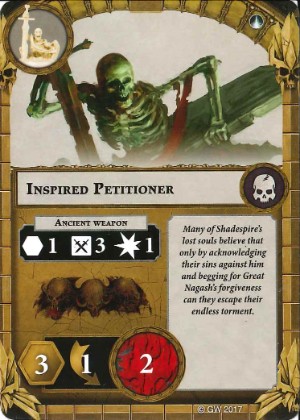 INSPIRED PETITIONER
ANCIENT WEAPON
1 3 1
Many of Shadespire's
lost souls believe that
only by acknowledging
their sins against him
and begging for Great
Nagash's forgiveness
can they escape their
endless torment.
3 1 2
© GW 2017